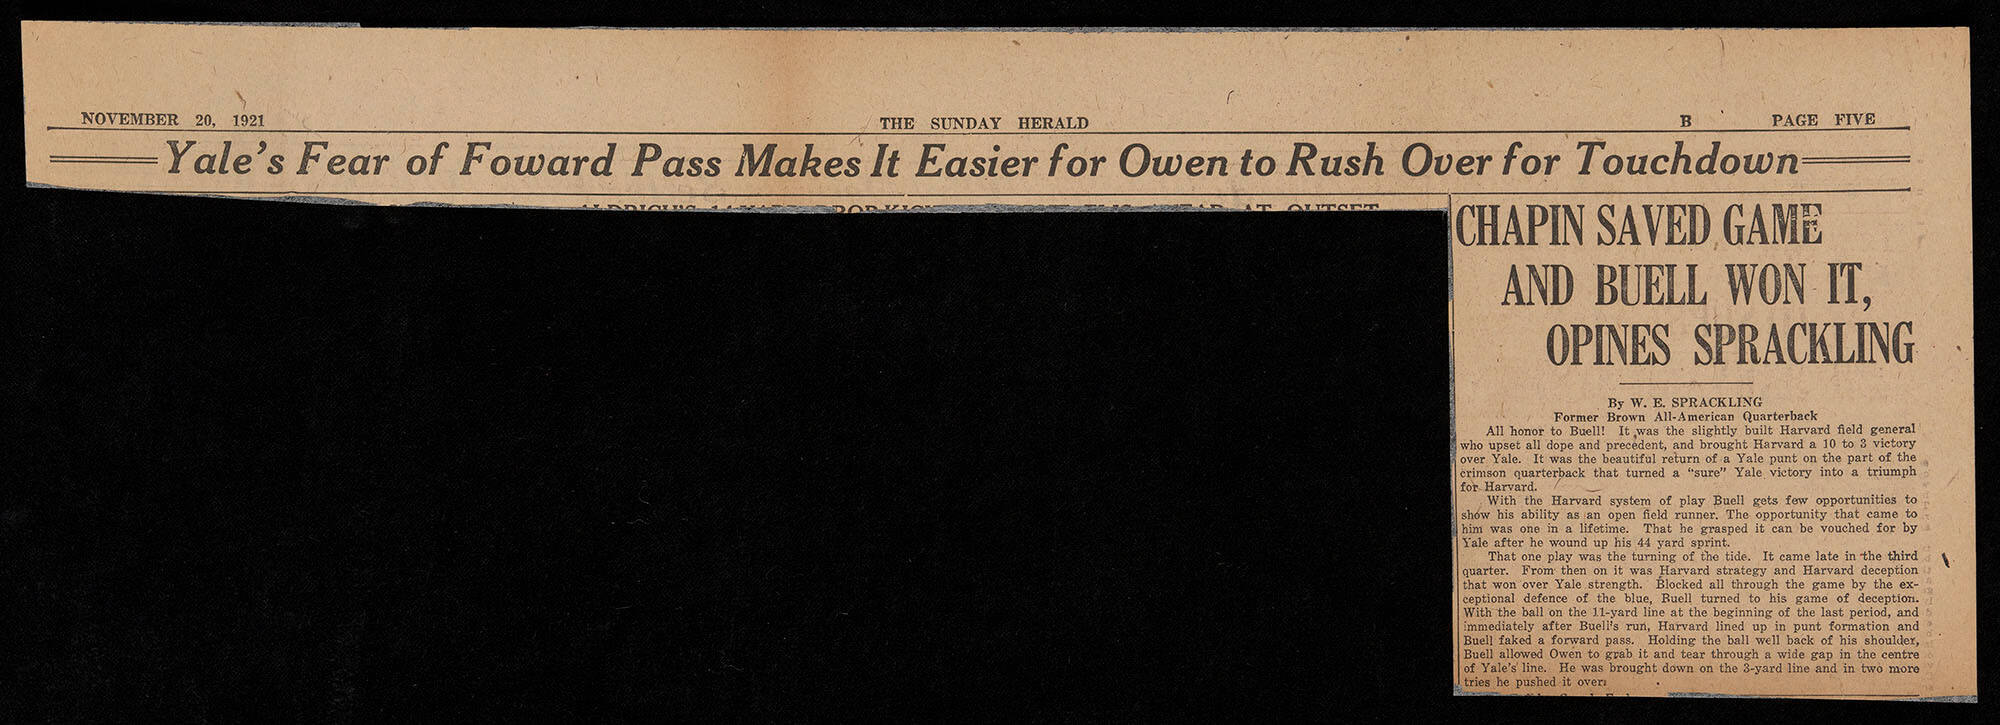 NOVEMBER 20, 1921 THE SUNDAY HERALD B PAGE FIVE
Yale's Fear of Foward Pass Makes It Easier for Owen to Rush Over for Touchdown
AT OUTSET
CHAPIN SAVED GAME
AND BUELL WON IT,
OPINES SPRACKLING
By W. E. SPRACKLING
Former Brown All-American Quarterback
All honor to Buell! It was the slightly built Harvard field general
who upset all dope and precedent, and brought Harvard a 10 to 3 victory
over Yale. It was the beautiful return of a Yale punt on the part of the
crimson quarterback that turned a "sure" Yale victory into a triumph
for Harvard.
With the Harvard system of play Buell gets few opportunities to
show his ability as an open field runner. The opportunity that came to
him was one in a lifetime. That he grasped it can be vouched for by
Yale after he wound up his 44 yard sprint.
That one play was the turning of the tide. It came late in the third
quarter. From then on it was Harvard strategy and Harvard deception
that won over Yale strength. Blocked all through the game by the ex-
ceptional defence of the blue, Buell turned to his game of deception.
With the ball on the 11-yard line at the beginning of the last period, and
immediately after Buell's run, Harvard lined up in punt formation and
Buell faked a forward pass. Holding the ball well back of his shoulder,
Buell allowed Owen to grab it and tear through a wide gap in the centre
of Yale's line. He was brought down on the 3-yard line and in two more
tries he pushed it over.